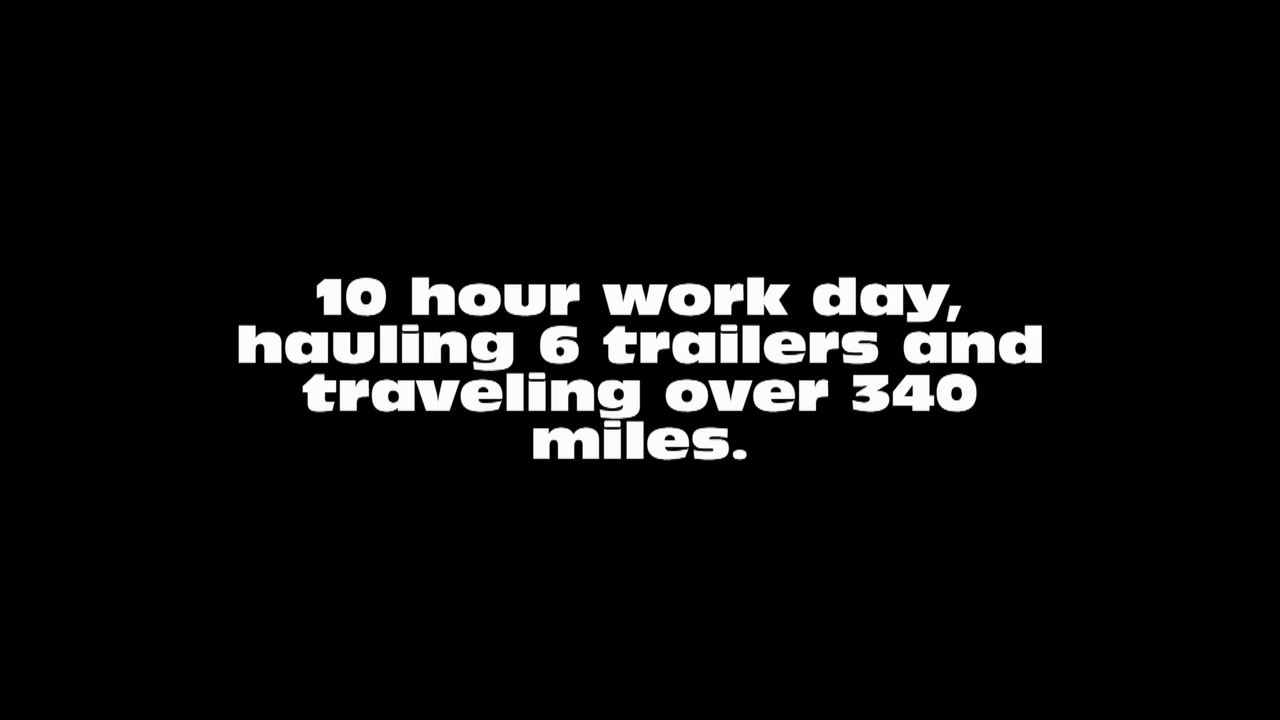 10 hour work day,
hauling 6 trailers and
traveling over 340
miles.